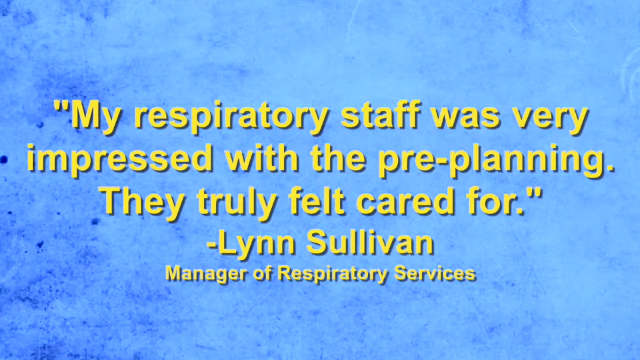 "My respiratory staff was very
impressed with the pre-planning.
They truly felt cared for."
-Lynn Sullivan
Manager of Respiratory Services